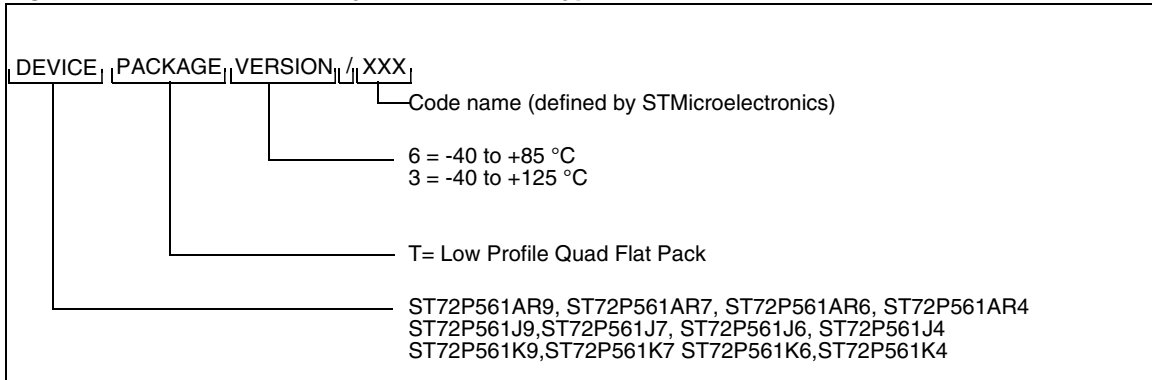 DEVICE PACKAGE VERSION / XXX
Code name (defined by STMicroelectronics)
6 = -40 to +85 °C
3 = -40 to +125 °C
T= Low Profile Quad Flat Pack
ST72P561AR9, ST72P561AR7, ST72P561AR6, ST72P561AR4
ST72P561J9,ST72P561J7, ST72P561J6, ST72P561J4
ST72P561K9,ST72P561K7 ST72P561K6,ST72P561K4